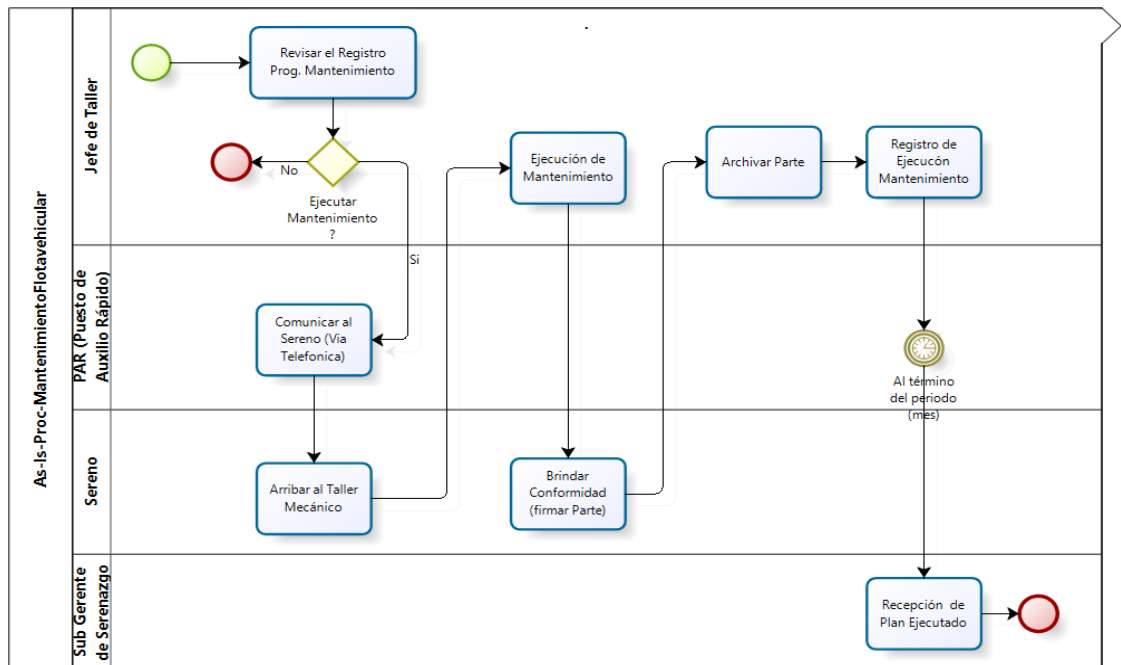 As-Is-Proc-MantenimientoFlotavehicular
Jefe de Taller
Revisar el Registro
Prog. Mantenimiento
No
Ejecutar
Mantenimiento
?
Si
Ejecución de
Mantenimiento
Archivar Parte
Registro de
Ejecucón
Mantenimiento
PAR (Puesto de
Auxilio Rápido)
Comunicar al
Sereno (Via
Telefonica)
Al término
del periodo
(mes)
Sereno
Arribar al Taller
Mecánico
Brindar
Conformidad
(firmar Parte)
Sub Gerente
de Serenazgo
Recepción de
Plan Ejecutado